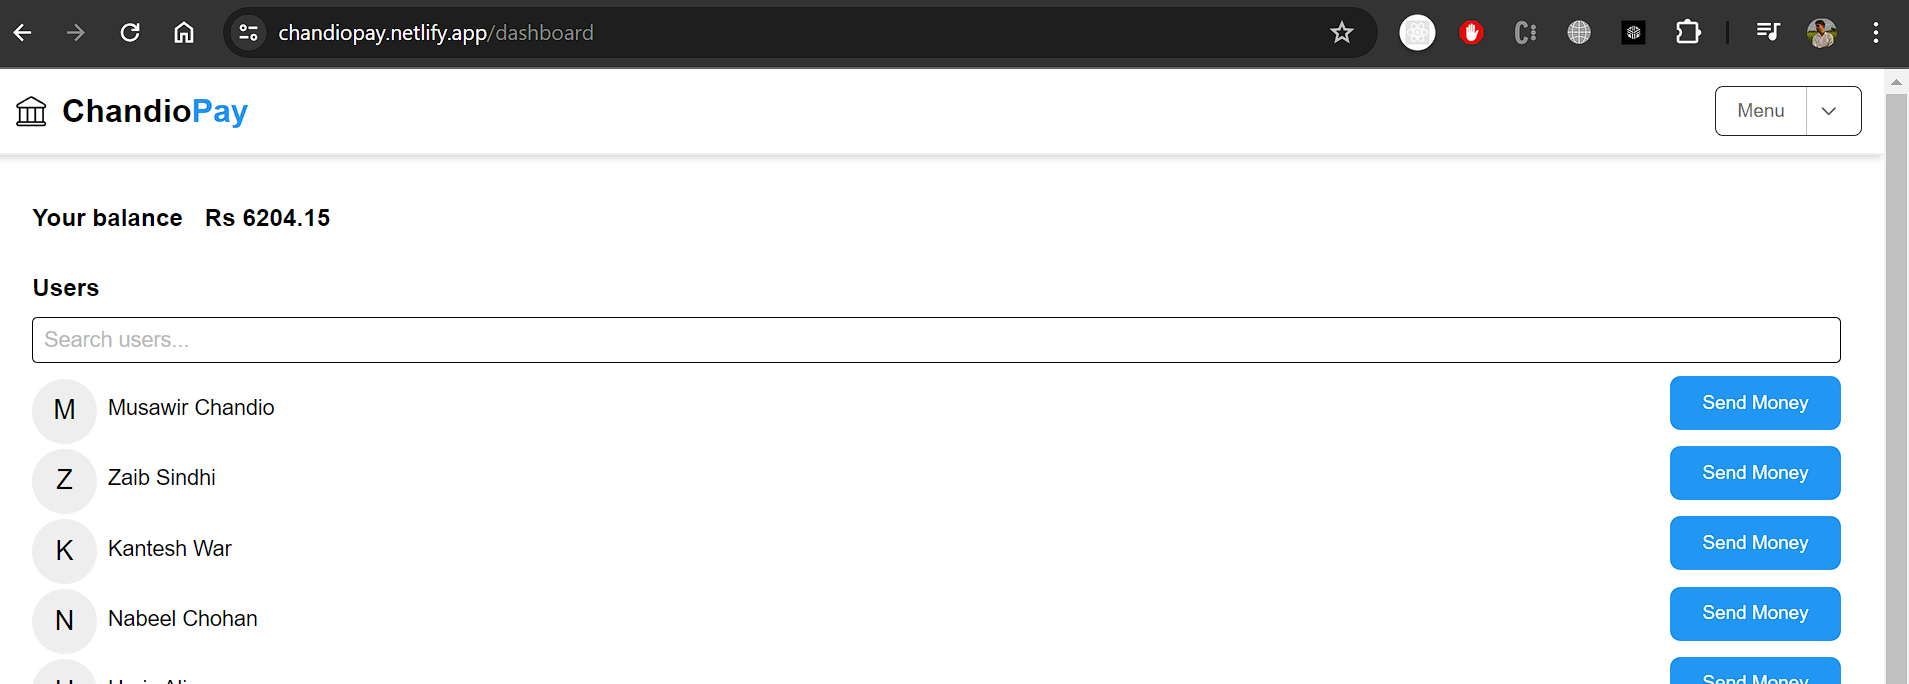 chandiopay.netlify.app/dashboard
ChandioPay
Menu
Your balance Rs 6204.15
Users
Search users...
M Musawir Chandio Send Money
Z Zaib Sindhi Send Money
K Kantesh War Send Money
N Nabeel Chohan Send Money
Send Money